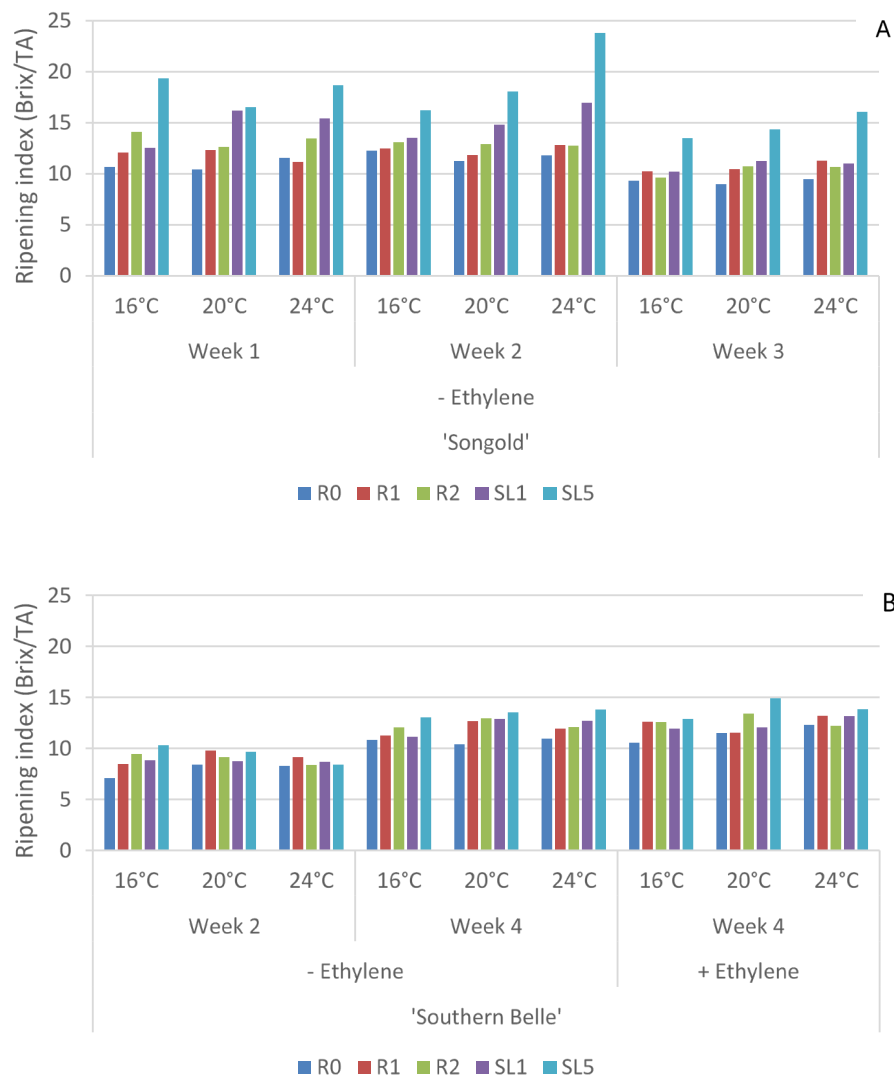 A
Ripening index (Brix/TA)
25
20
15
10
5
0
16°C 20°C 24°C 16°C 20°C 24°C 16°C 20°C 24°C
Week 1 Week 2 Week 3
- Ethylene
'Songold'
R0 R1 R2 SL1 SL5
B
Ripening index (Brix/TA)
25
20
15
10
5
0
16°C 20°C 24°C 16°C 20°C 24°C 16°C 20°C 24°C
Week 2 Week 4 Week 4
- Ethylene + Ethylene
'Southern Belle'
R0 R1 R2 SL1 SL5